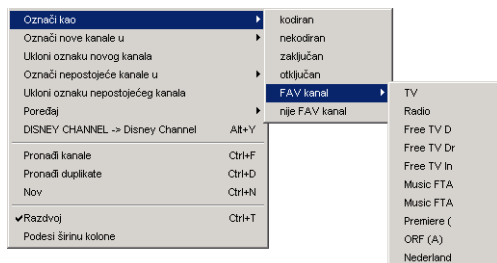 Označi kao
Označi nove kanale u
Ukloni oznaku novog kanala
Označi nepostojeće kanale u
Ukloni oznaku nepostojećeg kanala
Poređaj
DISNEY CHANNEL -> Disney Channel Alt+Y
Pronađi kanale Ctrl+F
Pronađi duplikate Ctrl+D
Nov Ctrl+N
✔Razdvoj Ctrl+T
Podesi širinu kolone
kodiran
nekodiran
zaključan
otključan
FAV kanal
nije FAV kanal
TV
Radio
Free TV D
Free TV Dr
Free TV In
Music FTA
Music FTA
Premiere (
ORF (A)
Nederland